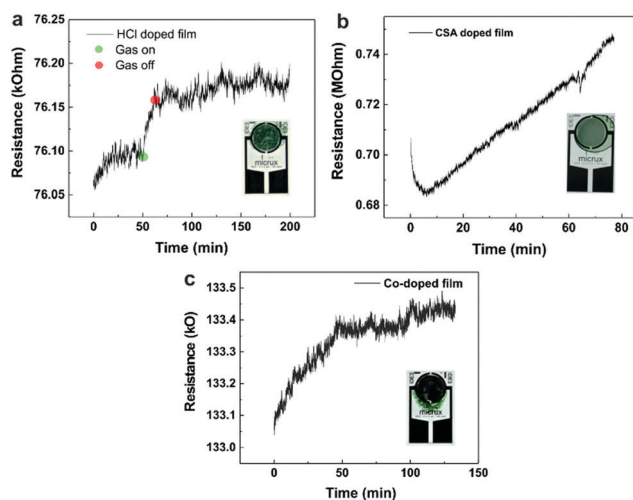 a
76.25
76.20
76.15
76.10
76.05
Resistance (kOhm)
HCl doped film
Gas on
Gas off
micrux
0 50 100 150 200
Time (min)
b
0.74
0.72
0.70
0.68
Resistance (MOhm)
CSA doped film
micrux
0 20 40 60 80
Time (min)
c
133.5
133.4
133.3
133.2
133.1
133.0
Resistance (kO)
Co-doped film
micrux
0 50 100 150
Time (min)